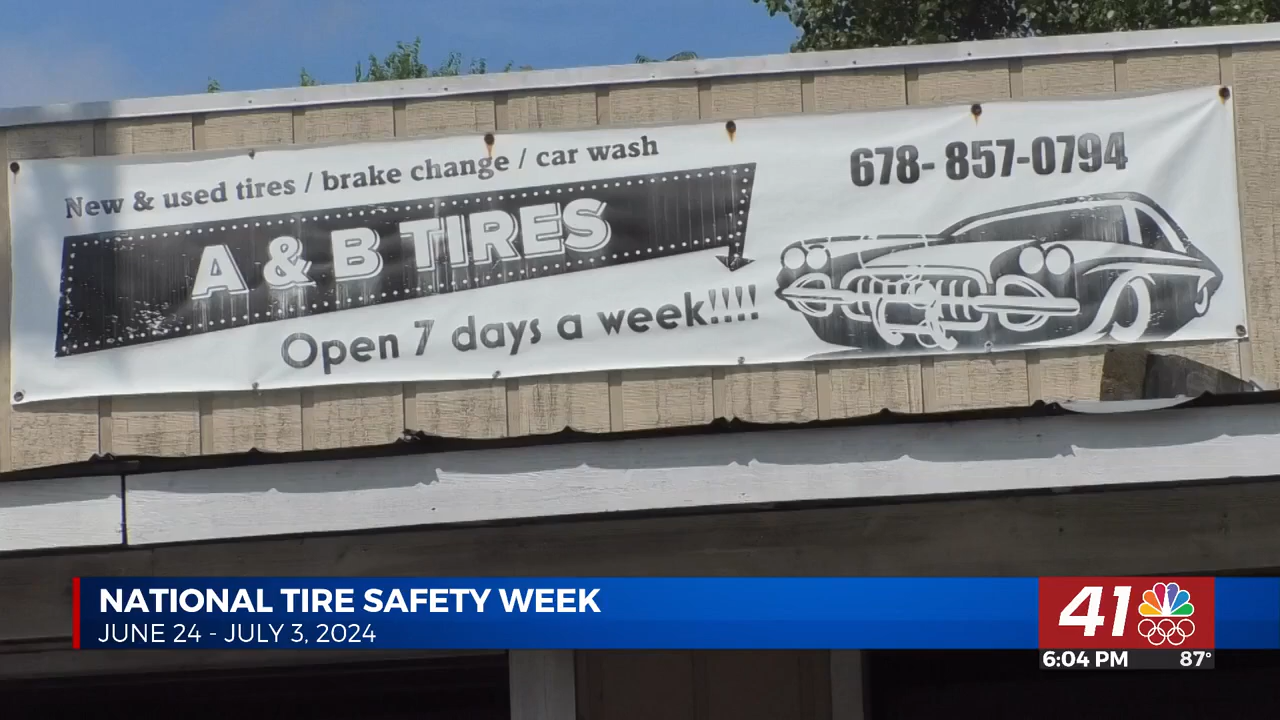 New & used tires / brake change / car wash
678- 857-0794
A & B TIRES
Open 7 days a week!!!!
NATIONAL TIRE SAFETY WEEK
JUNE 24 - JULY 3, 2024
41
6:04 PM 87°